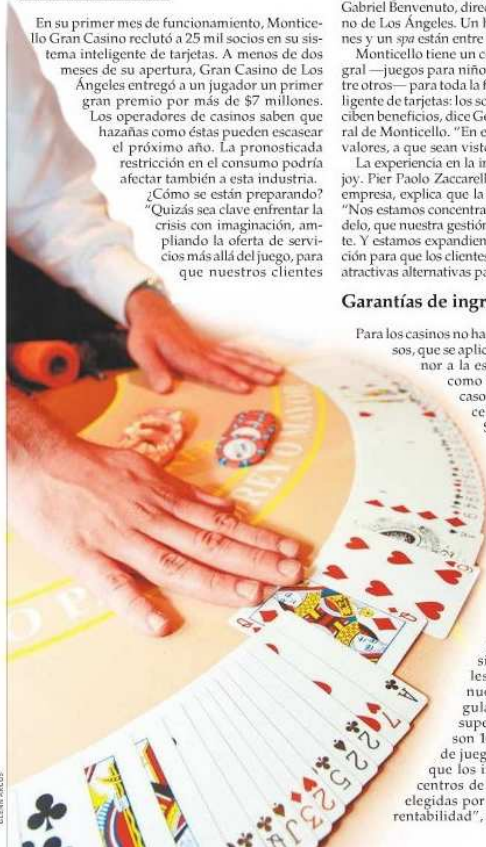 En su primer mes de funcionamiento, Montice-
llo Gran Casino reclutó a 25 mil socios en su sis-
tema inteligente de tarjetas. A menos de dos
meses de su apertura, Gran Casino de Los
Ángeles entregó a un jugador un primer
gran premio por más de $7 millones.
Los operadores de casinos saben que
hazañas como éstas pueden escasear
el próximo año. La pronosticada
restricción en el consumo podría
afectar también a esta industria.
¿Cómo se están preparando?
"Quizás sea clave enfrentar la
crisis con imaginación, am-
pliando la oferta de servi-
cios más allá del juego, para
que nuestros clientes
Gabriel Benvenuto, direc
no de Los Ángeles. Un h
nes y un spa están entre
Monticello tiene un c
gral —juegos para niño
tre otros— para toda la f
ligente de tarjetas: los so
ciben beneficios, dice Ge
ral de Monticello. "En e
valores, a que sean visto
La experiencia en la in
joy. Pier Paolo Zaccarell
empresa, explica que la
"Nos estamos concentra
delo, que nuestra gestión
te. Y estamos expandien
ción para que los clientes
atractivas alternativas pa
Garantías de ingr
Para los casinos no ha
sos, que se aplic
nor a la es
como
caso
ce
S
si
les
nue
gula
supe
son 1
de jueg
que los i
centros de
elegidas por
rentabilidad",
REY O MAYOR